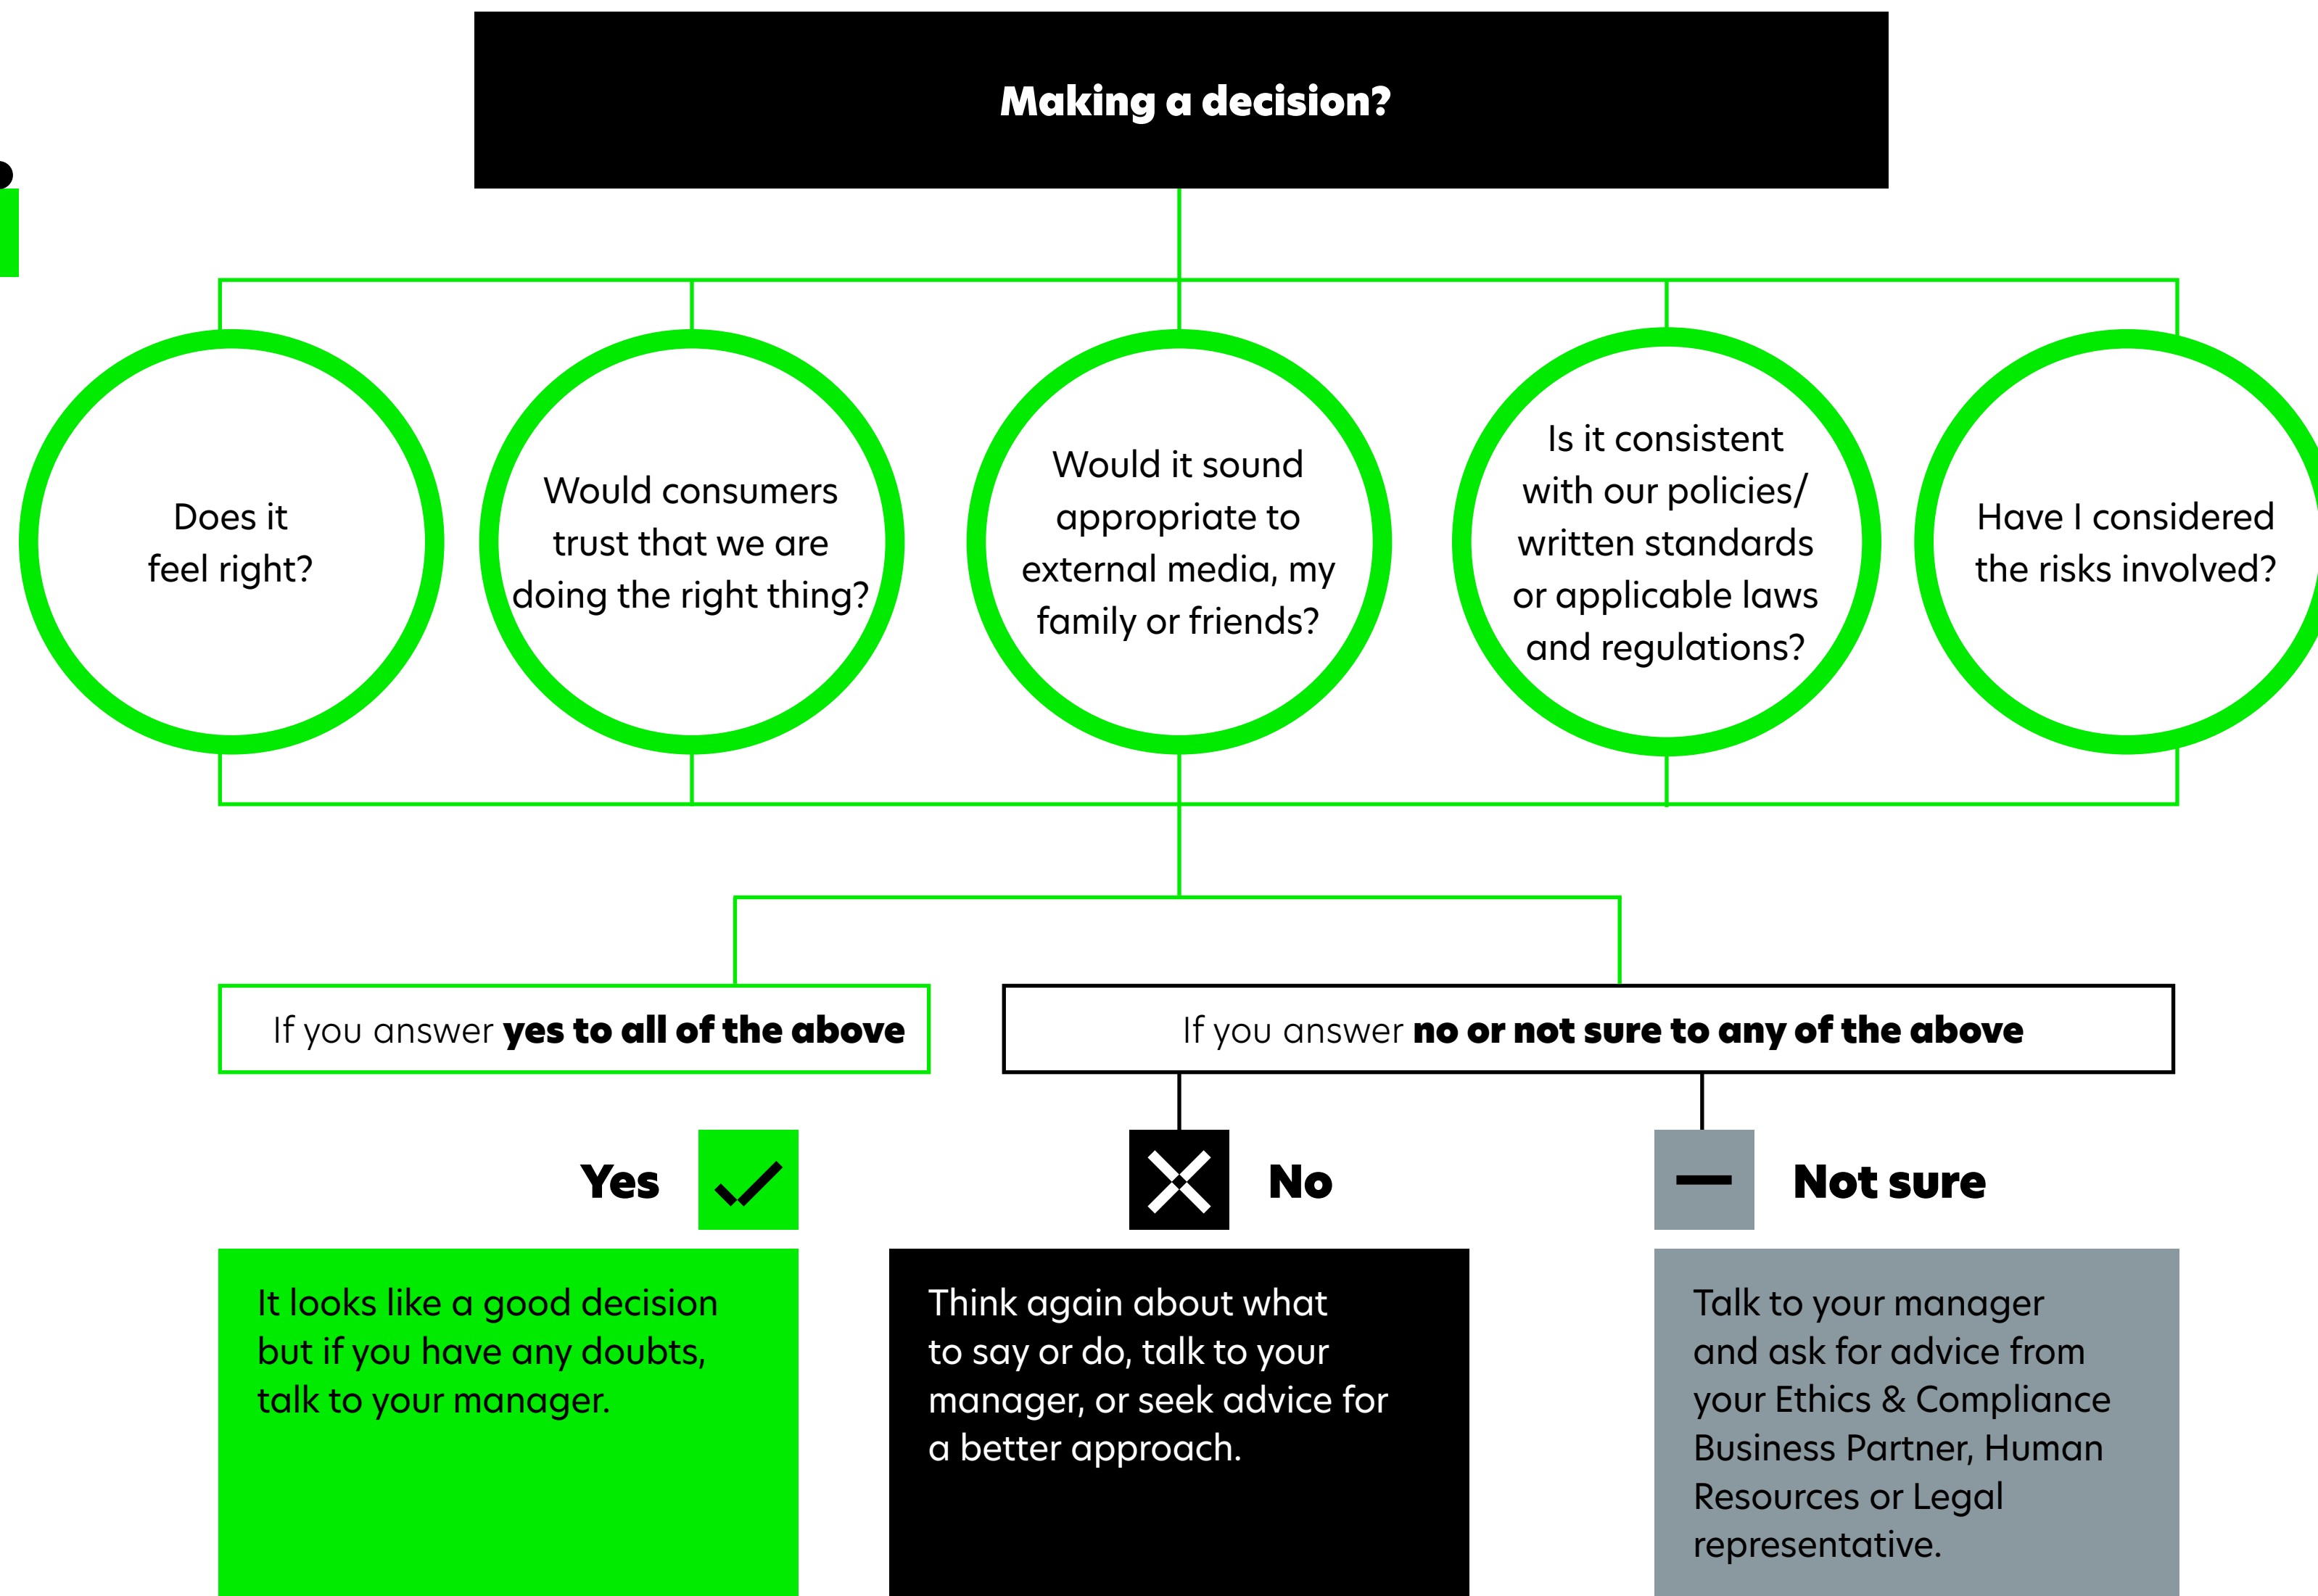 Making a decision?
Does it
feel right?
Would consumers
trust that we are
doing the right thing?
Would it sound
appropriate to
external media, my
family or friends?
Is it consistent
with our policies/
written standards
or applicable laws
and regulations?
Have I considered
the risks involved?
If you answer yes to all of the above
If you answer no or not sure to any of the above
Yes
It looks like a good decision
but if you have any doubts,
talk to your manager.
No
Think again about what
to say or do, talk to your
manager, or seek advice for
a better approach.
Not sure
Talk to your manager
and ask for advice from
your Ethics & Compliance
Business Partner, Human
Resources or Legal
representative.